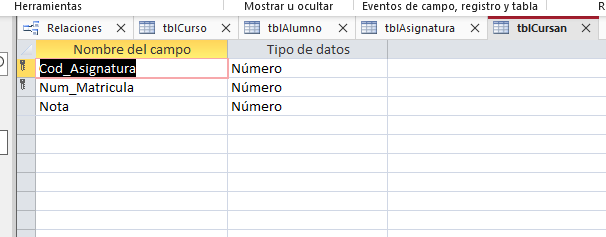 Herramientas Mostrar u ocultar Eventos de campo, registro y tabla R
Relaciones tblCurso tblAlumno tblAsignatura tblCursan
Nombre del campo Tipo de datos
Cod_Asignatura Número
Num_Matricula Número
Nota Número